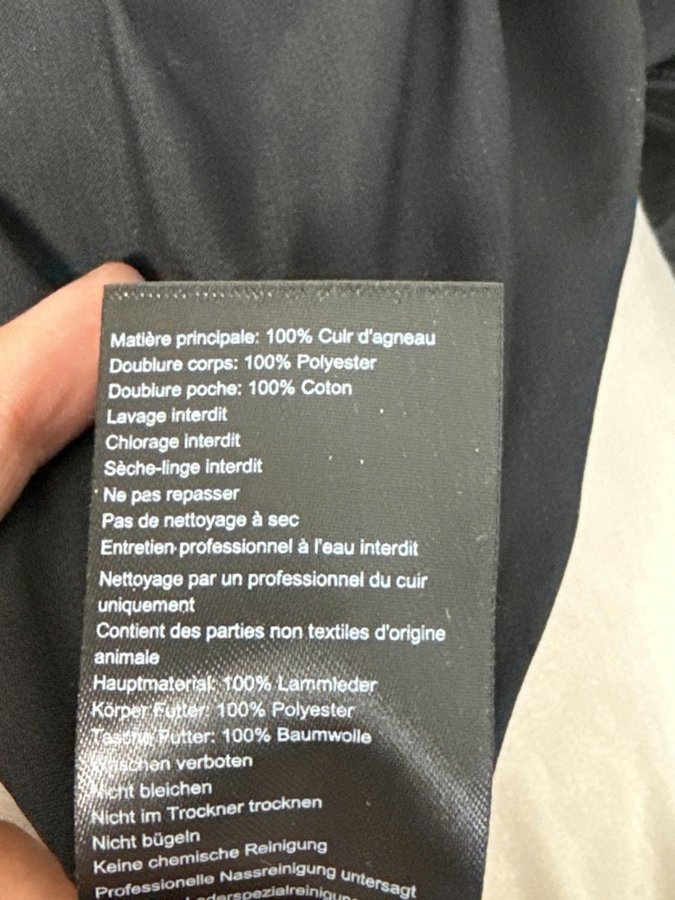 Matière principale: 100% Cuir d'agneau
Doublure corps: 100% Polyester
Doublure poche: 100% Coton
Lavage interdit
Chlorage interdit
Sèche-linge interdit
Ne pas repasser
Pas de nettoyage à sec
Entretien professionnel à l'eau interdit
Nettoyage par un professionnel du cuir
uniquement
Contient des parties non textiles d'origine
animale
Hauptmaterial: 100% Lammleder
Körper Futter: 100% Polyester
Tasche Futter: 100% Baumwolle
Waschen verboten
Nicht bleichen
Nicht im Trockner trocknen
Nicht bügeln
Keine chemische Reinigung
Professionelle Nassreinigung untersagt